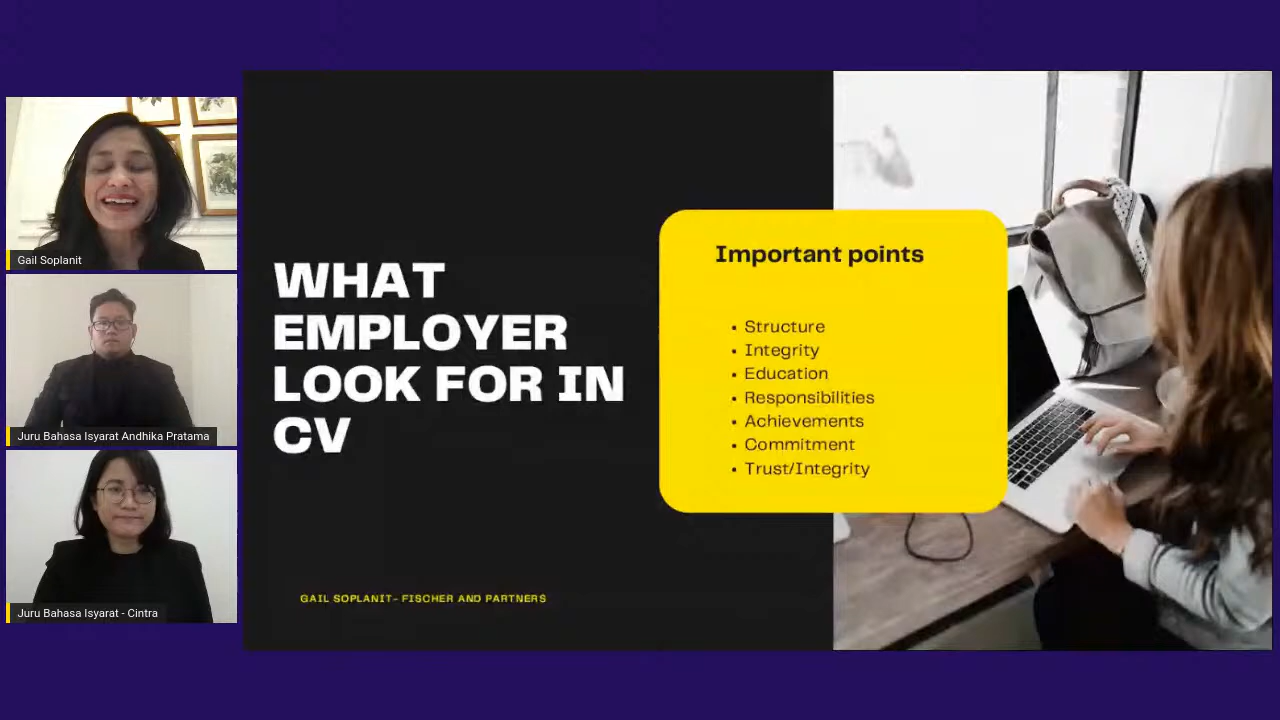 Gail Soplanit
Juru Bahasa Isyarat Andhika Pratama
Juru Bahasa Isyarat - Cintra
WHAT
EMPLOYER
LOOK FOR IN
CV
Important points
• Structure
• Integrity
• Education
• Responsibilities
• Achievements
• Commitment
• Trust/Integrity
GAIL SOPLANIT- FISCHER AND PARTNERS